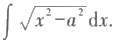 ∫ √(x² − a²) dx.